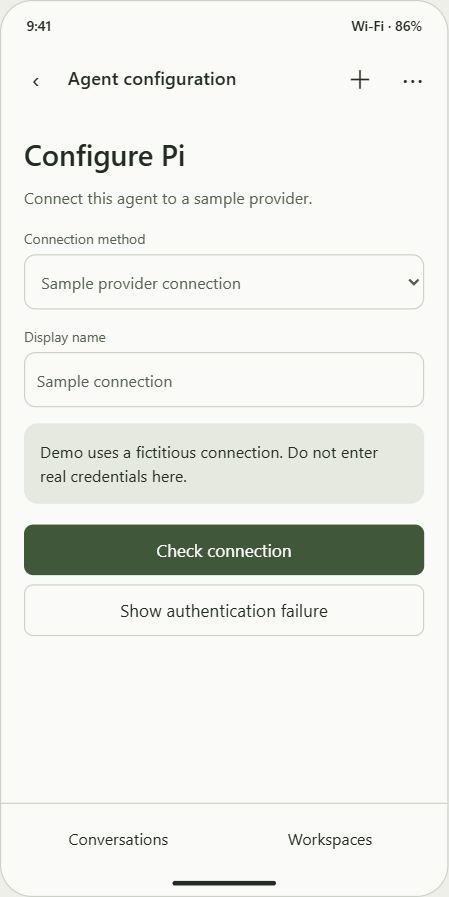 9:41
Wi-Fi · 86%
‹ Agent configuration + ...
Configure Pi
Connect this agent to a sample provider.
Connection method
Sample provider connection
Display name
Sample connection
Demo uses a fictitious connection. Do not enter
real credentials here.
Check connection
Show authentication failure
Conversations
Workspaces